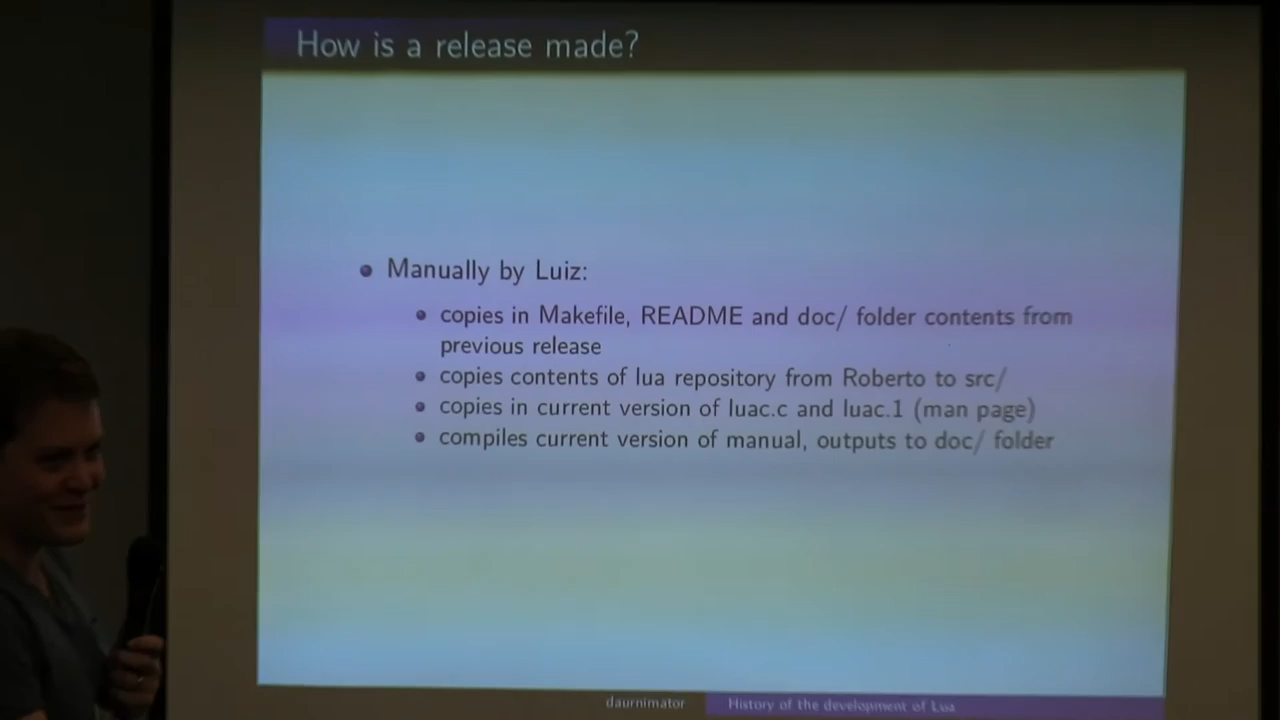 How is a release made?
Manually by Luiz:
copies in Makefile, README and doc/ folder contents from
previous release
copies contents of lua repository from Roberto to src/
copies in current version of luac.c and luac.1 (man page)
compiles current version of manual, outputs to doc/ folder
daurnimator
History of the development of Lua